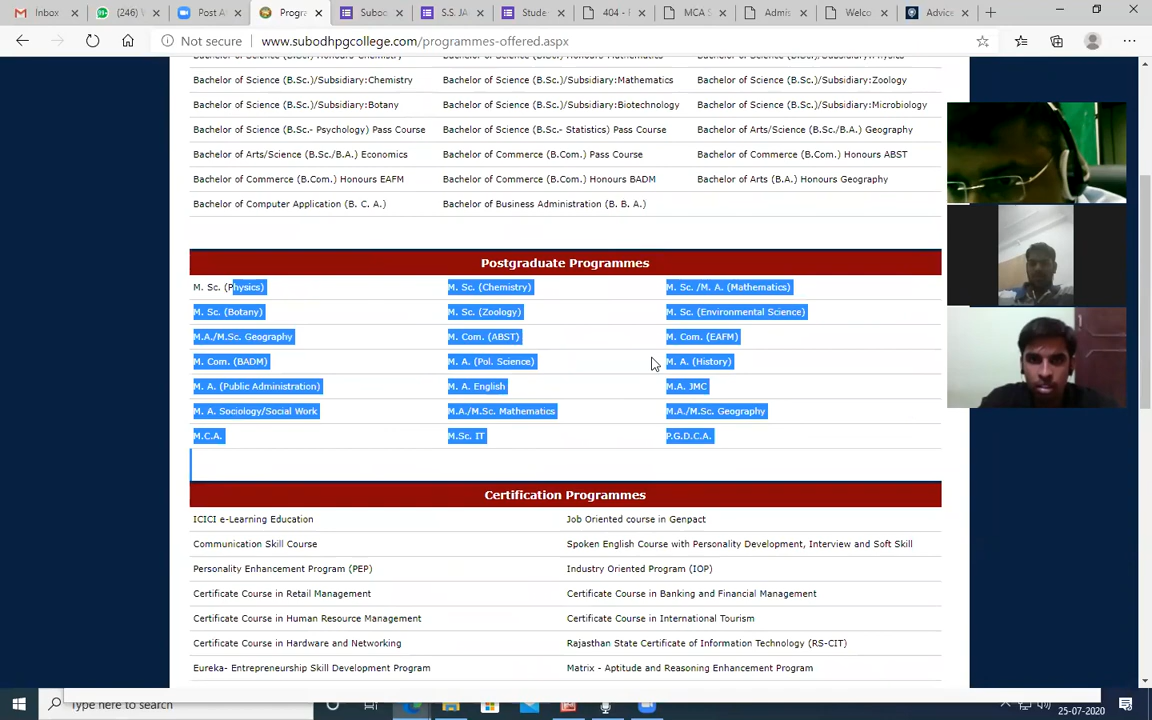 Inbox
(246) W
Post A
Progra
Suboc
S.S. JA
Stude
404 -
MCA S
Admis
Welco
Advice
Not secure
www.subodhpgcollege.com/programmes-offered.aspx
Bachelor of Science (B.Sc.)/Subsidiary:Chemistry
Bachelor of Science (B.Sc.)/Subsidiary:Mathematics
Bachelor of Science (B.Sc.)/Subsidiary:Zoology
Bachelor of Science (B.Sc.)/Subsidiary:Botany
Bachelor of Science (B.Sc.)/Subsidiary:Biotechnology
Bachelor of Science (B.Sc.)/Subsidiary:Microbiology
Bachelor of Science (B.Sc.- Psychology) Pass Course
Bachelor of Science (B.Sc.- Statistics) Pass Course
Bachelor of Arts/Science (B.Sc./B.A.) Geography
Bachelor of Arts/Science (B.Sc./B.A.) Economics
Bachelor of Commerce (B.Com.) Pass Course
Bachelor of Commerce (B.Com.) Honours ABST
Bachelor of Commerce (B.Com.) Honours EAFM
Bachelor of Commerce (B.Com.) Honours BADM
Bachelor of Arts (B.A.) Honours Geography
Bachelor of Computer Application (B. C. A.)
Bachelor of Business Administration (B. B. A.)
Postgraduate Programmes
M. Sc. (Physics)
M. Sc. (Chemistry)
M. Sc. /M. A. (Mathematics)
M. Sc. (Botany)
M. Sc. (Zoology)
M. Sc. (Environmental Science)
M.A./M.Sc. Geography
M. Com. (ABST)
M. Com. (EAFM)
M. Com. (BADM)
M. A. (Pol. Science)
M. A. (History)
M. A. (Public Administration)
M. A. English
M.A. JMC
M. A. Sociology/Social Work
M.A./M.Sc. Mathematics
M.A./M.Sc. Geography
M.C.A.
M.Sc. IT
P.G.D.C.A.
Certification Programmes
ICICI e-Learning Education
Job Oriented course in Genpact
Communication Skill Course
Spoken English Course with Personality Development, Interview and Soft Skill
Personality Enhancement Program (PEP)
Industry Oriented Program (IOP)
Certificate Course in Retail Management
Certificate Course in Banking and Financial Management
Certificate Course in Human Resource Management
Certificate Course in International Tourism
Certificate Course in Hardware and Networking
Rajasthan State Certificate of Information Technology (RS-CIT)
Eureka- Entrepreneurship Skill Development Program
Matrix - Aptitude and Reasoning Enhancement Program
Type here to search
25-07-2020